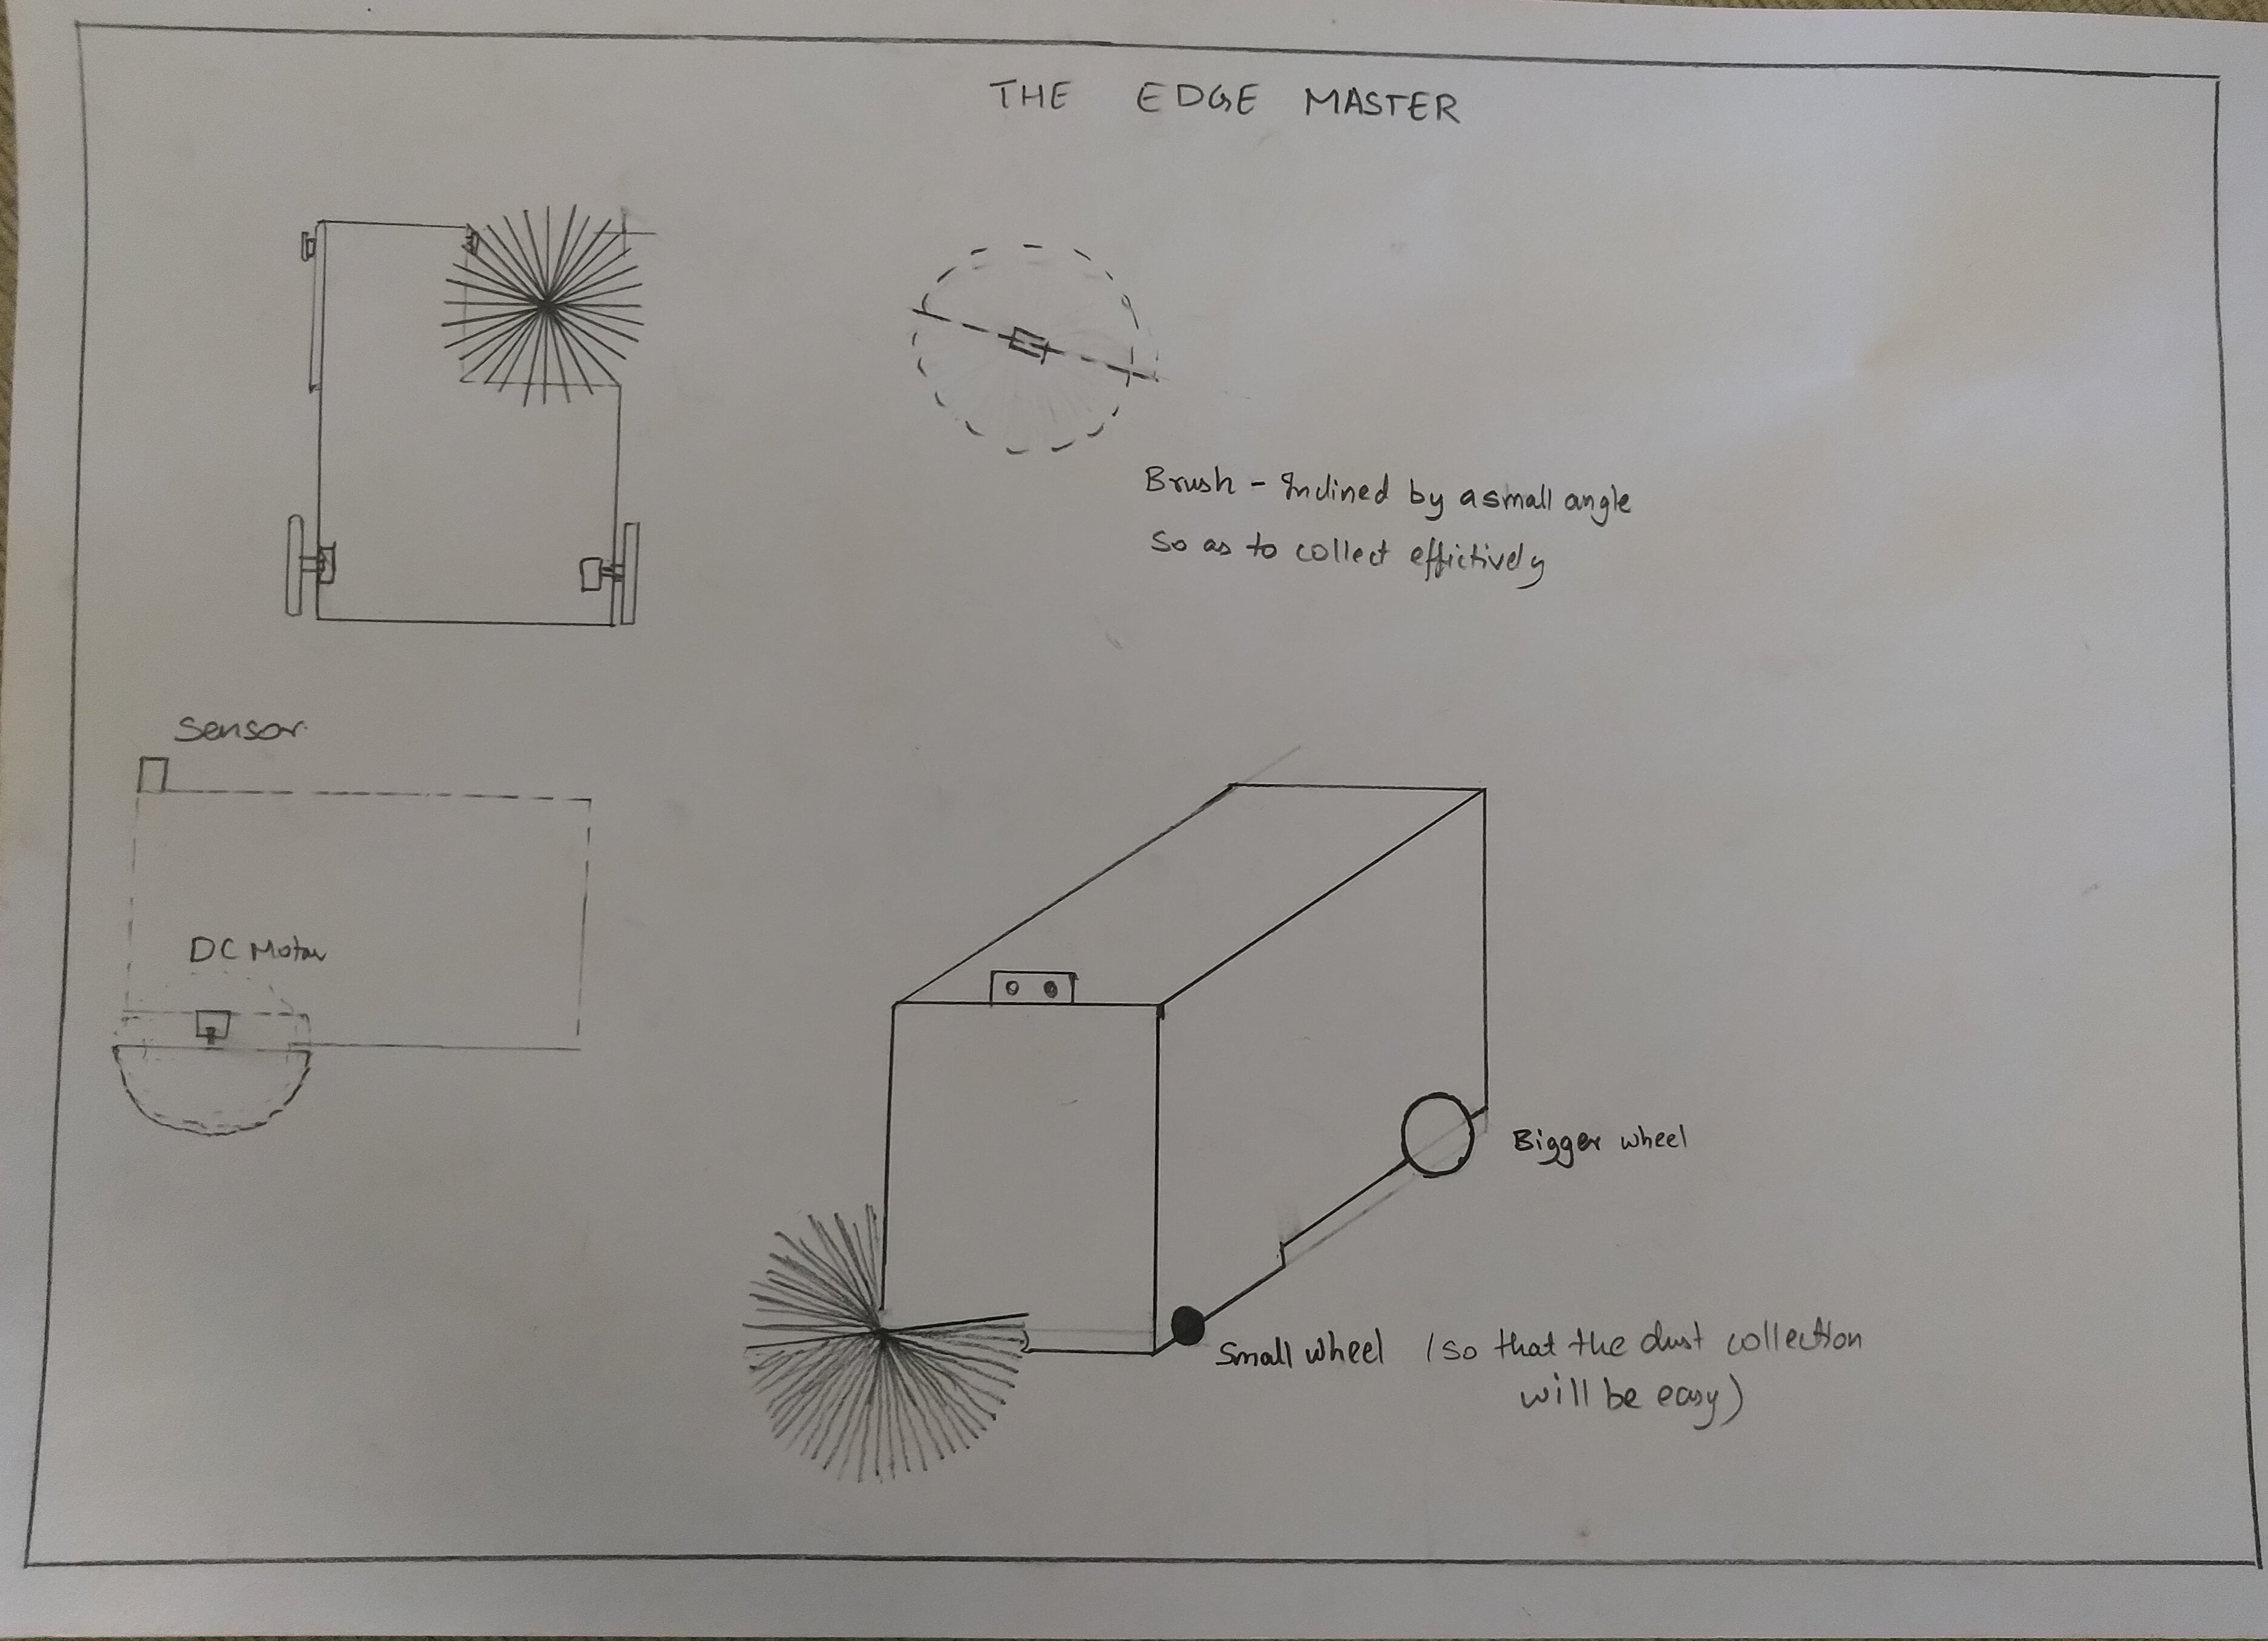 THE EDGE MASTER
Brush - Inclined by a small angle
So as to collect effictively
Sensor
DC Motor
Bigger wheel
Small wheel (so that the dust collection
will be easy)